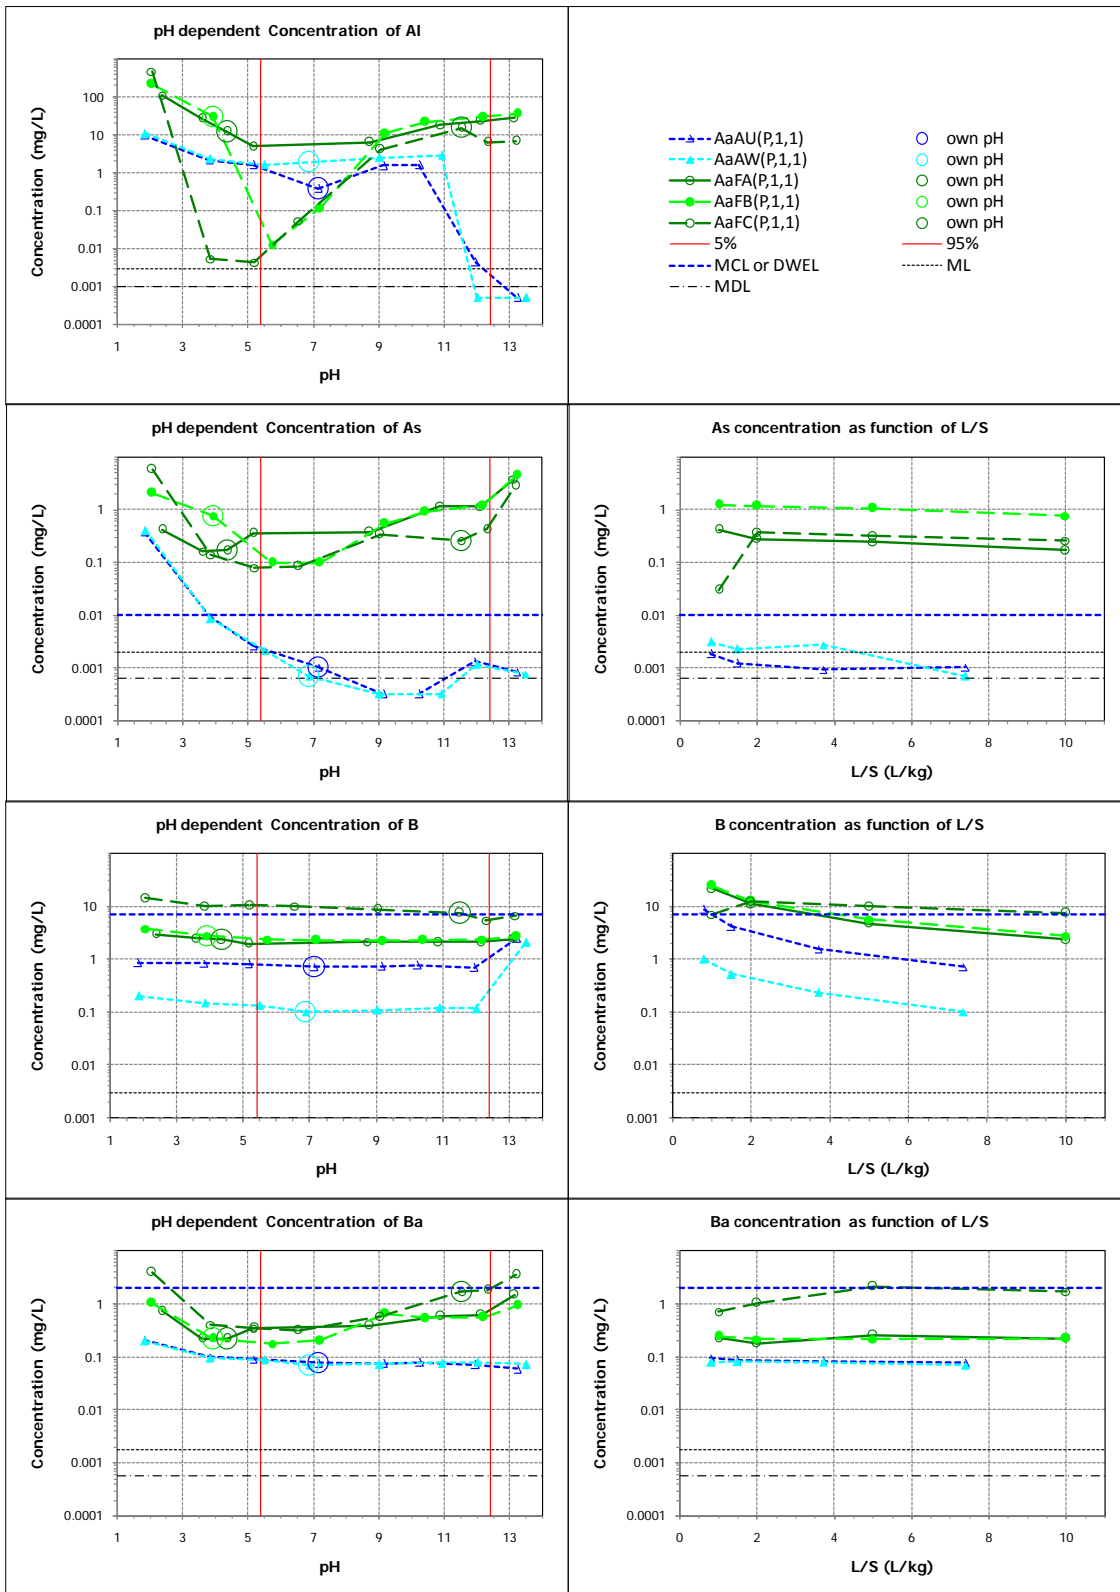 pH dependent Concentration of Al
Concentration (mg/L)
100
10
1
0.1
0.01
0.001
0.0001
1 3 5 7 9 11 13
pH
AaAU(P,1,1) own pH
AaAW(P,1,1) own pH
AaFA(P,1,1) own pH
AaFB(P,1,1) own pH
AaFC(P,1,1) own pH
5% 95%
MCL or DWEL ML
MDL
pH dependent Concentration of As
Concentration (mg/L)
1
0.1
0.01
0.001
0.0001
1 3 5 7 9 11 13
pH
As concentration as function of L/S
Concentration (mg/L)
1
0.1
0.01
0.001
0.0001
0 2 4 6 8 10
L/S (L/kg)
pH dependent Concentration of B
Concentration (mg/L)
10
1
0.1
0.01
0.001
1 3 5 7 9 11 13
pH
B concentration as function of L/S
Concentration (mg/L)
10
1
0.1
0.01
0.001
0 2 4 6 8 10
L/S (L/kg)
pH dependent Concentration of Ba
Concentration (mg/L)
1
0.1
0.01
0.001
0.0001
1 3 5 7 9 11 13
pH
Ba concentration as function of L/S
Concentration (mg/L)
1
0.1
0.01
0.001
0.0001
0 2 4 6 8 10
L/S (L/kg)